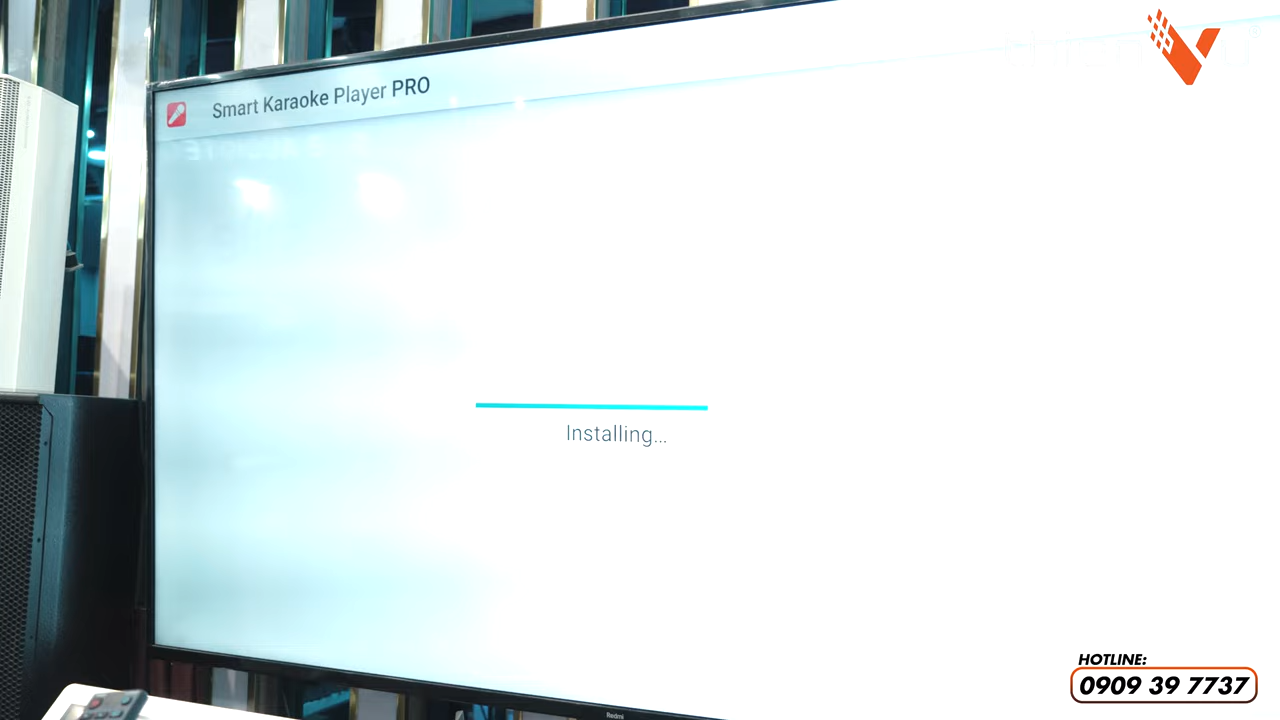 Smart Karaoke Player PRO
Installing...
Redmi
HOTLINE:
0909 39 7737